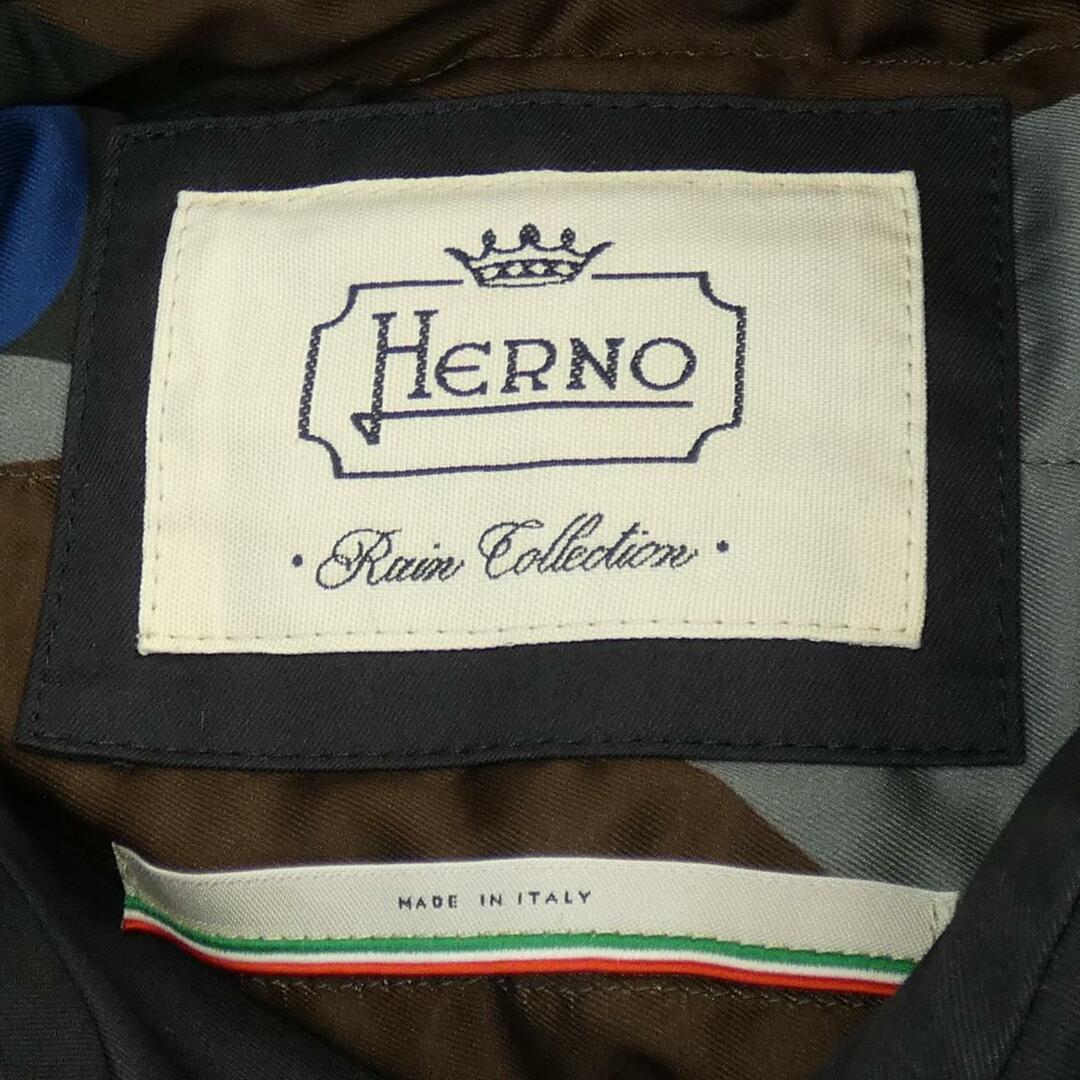 HERNO
• Rain Collection •
MADE IN ITALY